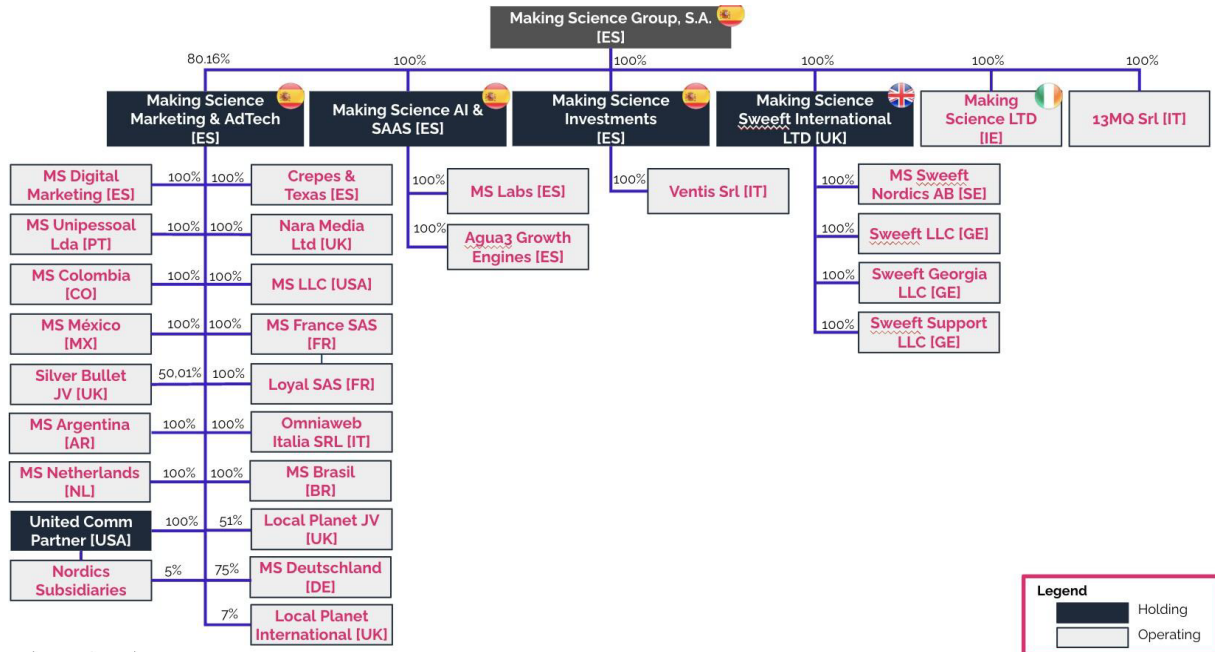 Making Science Group, S.A.
[ES]
80,16%
100%
100%
100%
100%
100%
Making Science
Marketing & AdTech
[ES]
Making Science AI &
SAAS [ES]
Making Science
Investments
[ES]
Making Science
Sweeft International
LTD [UK]
Making
Science LTD
[IE]
13MQ Srl [IT]
MS Digital
Marketing [ES]
100%
100%
Crepes &
Texas [ES]
MS Unipessoal
Lda [PT]
100%
100%
Nara Media
Ltd [UK]
MS Colombia
[CO]
100%
100%
MS LLC [USA]
MS México
[MX]
100%
100%
MS France SAS
[FR]
Silver Bullet
JV [UK]
50,01%
100%
Loyal SAS [FR]
MS Argentina
[AR]
100%
100%
Omniaweb
Italia SRL [IT]
MS Netherlands
[NL]
100%
100%
MS Brasil
[BR]
United Comm
Partner [USA]
100%
51%
Local Planet JV
[UK]
Nordics
Subsidiaries
5%
75%
MS Deutschland
[DE]
7%
Local Planet
International [UK]
100%
MS Labs [ES]
100%
Agua3 Growth
Engines [ES]
100%
Ventis Srl [IT]
100%
MS Sweeft
Nordics AB [SE]
100%
Sweeft LLC [GE]
100%
Sweeft Georgia
LLC [GE]
100%
Sweeft Support
LLC [GE]
Legend
Holding
Operating